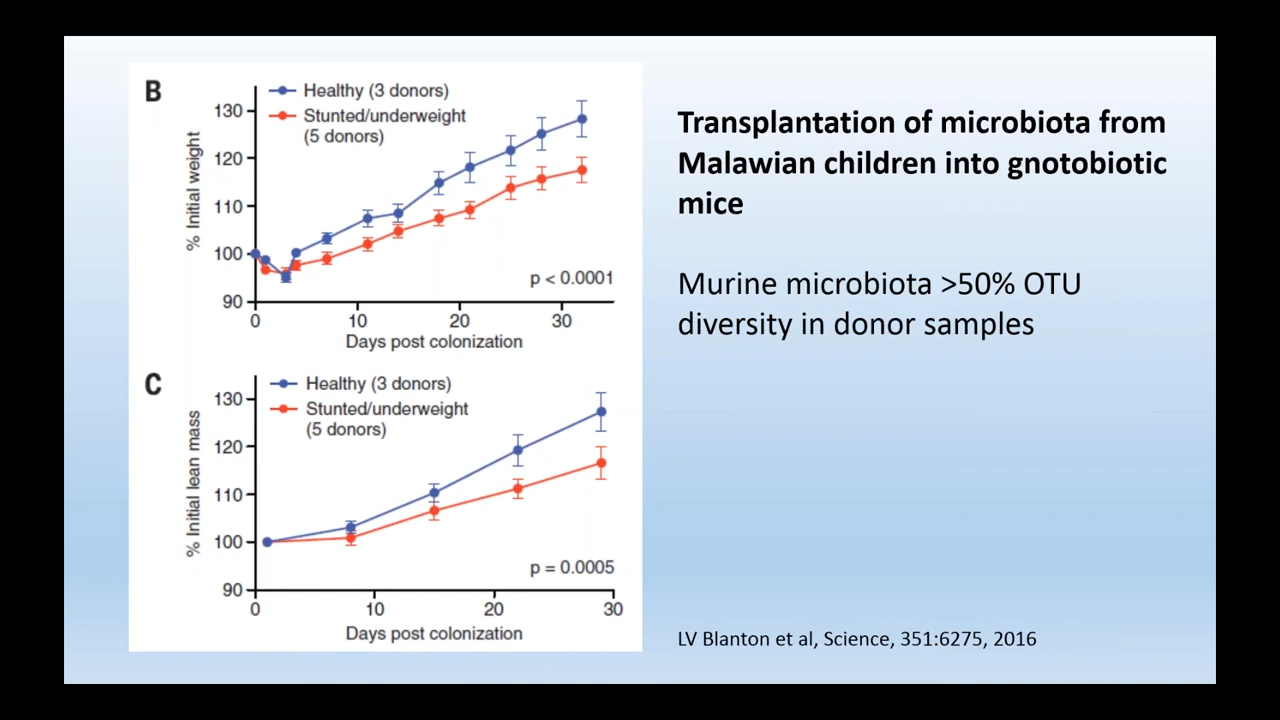 B
Healthy (3 donors)
Stunted/underweight
(5 donors)
130
120
110
100
90
% Initial weight
p < 0.0001
0
10
20
30
Days post colonization
C
Healthy (3 donors)
Stunted/underweight
(5 donors)
130
120
110
100
90
% Initial lean mass
p = 0.0005
0
10
20
30
Days post colonization
Transplantation of microbiota from
Malawian children into gnotobiotic
mice
Murine microbiota >50% OTU
diversity in donor samples
LV Blanton et al, Science, 351:6275, 2016